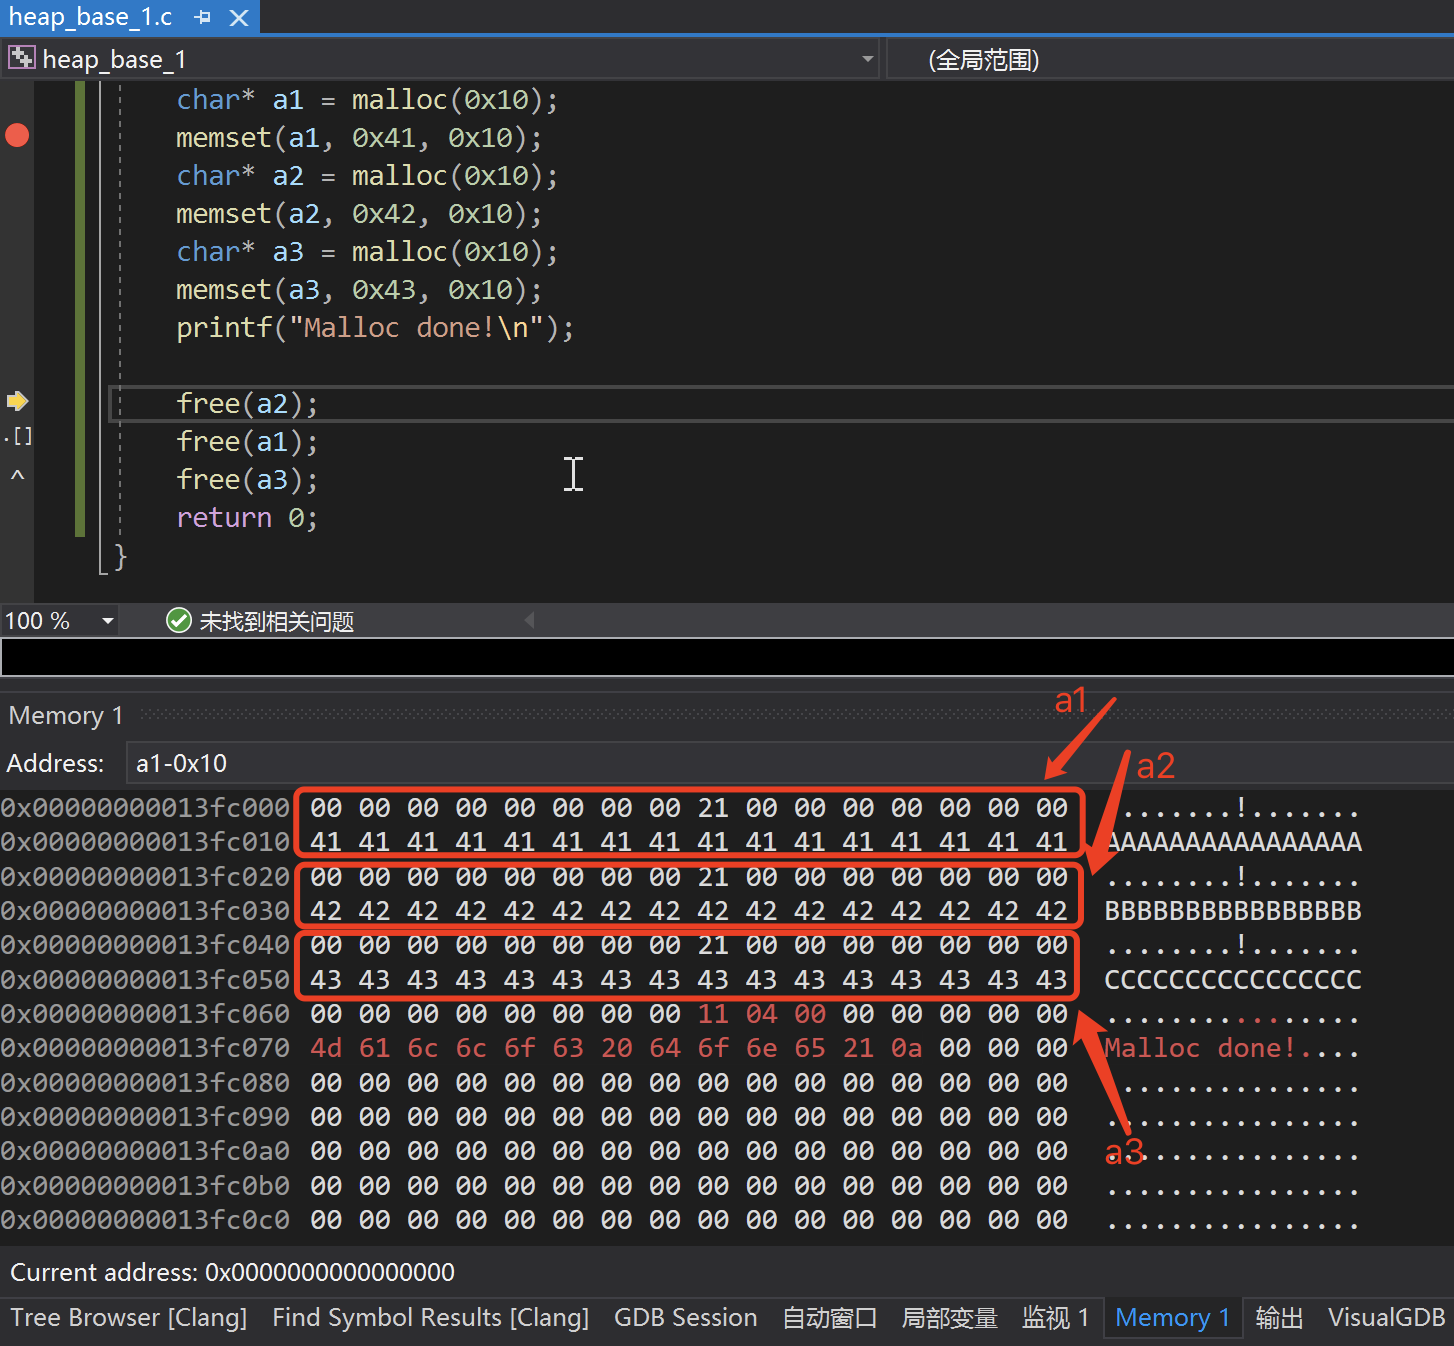 heap_base_1.c
heap_base_1 (全局范围)
char* a1 = malloc(0x10);
memset(a1, 0x41, 0x10);
char* a2 = malloc(0x10);
memset(a2, 0x42, 0x10);
char* a3 = malloc(0x10);
memset(a3, 0x43, 0x10);
printf("Malloc done!\n");
free(a2);
free(a1);
free(a3);
return 0;
}
100 % 未找到相关问题
a1
Memory 1
a2
Address: a1-0x10
0x00000000013fc000 00 00 00 00 00 00 00 00 21 00 00 00 00 00 00 00 ........!.......
0x00000000013fc010 41 41 41 41 41 41 41 41 41 41 41 41 41 41 41 41 AAAAAAAAAAAAAAAA
0x00000000013fc020 00 00 00 00 00 00 00 00 21 00 00 00 00 00 00 00 ........!.......
0x00000000013fc030 42 42 42 42 42 42 42 42 42 42 42 42 42 42 42 42 BBBBBBBBBBBBBBBB
0x00000000013fc040 00 00 00 00 00 00 00 00 21 00 00 00 00 00 00 00 ........!.......
0x00000000013fc050 43 43 43 43 43 43 43 43 43 43 43 43 43 43 43 43 CCCCCCCCCCCCCCCC
0x00000000013fc060 00 00 00 00 00 00 00 00 11 04 00 00 00 00 00 00 ................
0x00000000013fc070 4d 61 6c 6c 6f 63 20 64 6f 6e 65 21 0a 00 00 00 Malloc done!....
0x00000000013fc080 00 00 00 00 00 00 00 00 00 00 00 00 00 00 00 00 ................
0x00000000013fc090 00 00 00 00 00 00 00 00 00 00 00 00 00 00 00 00 ................
0x00000000013fc0a0 00 00 00 00 00 00 00 00 00 00 00 00 00 00 00 00 ................
a3
0x00000000013fc0b0 00 00 00 00 00 00 00 00 00 00 00 00 00 00 00 00 ................
0x00000000013fc0c0 00 00 00 00 00 00 00 00 00 00 00 00 00 00 00 00 ................
Current address: 0x0000000000000000
Tree Browser [Clang] Find Symbol Results [Clang] GDB Session 自动窗口 局部变量 监视 1 Memory 1 输出 VisualGDB